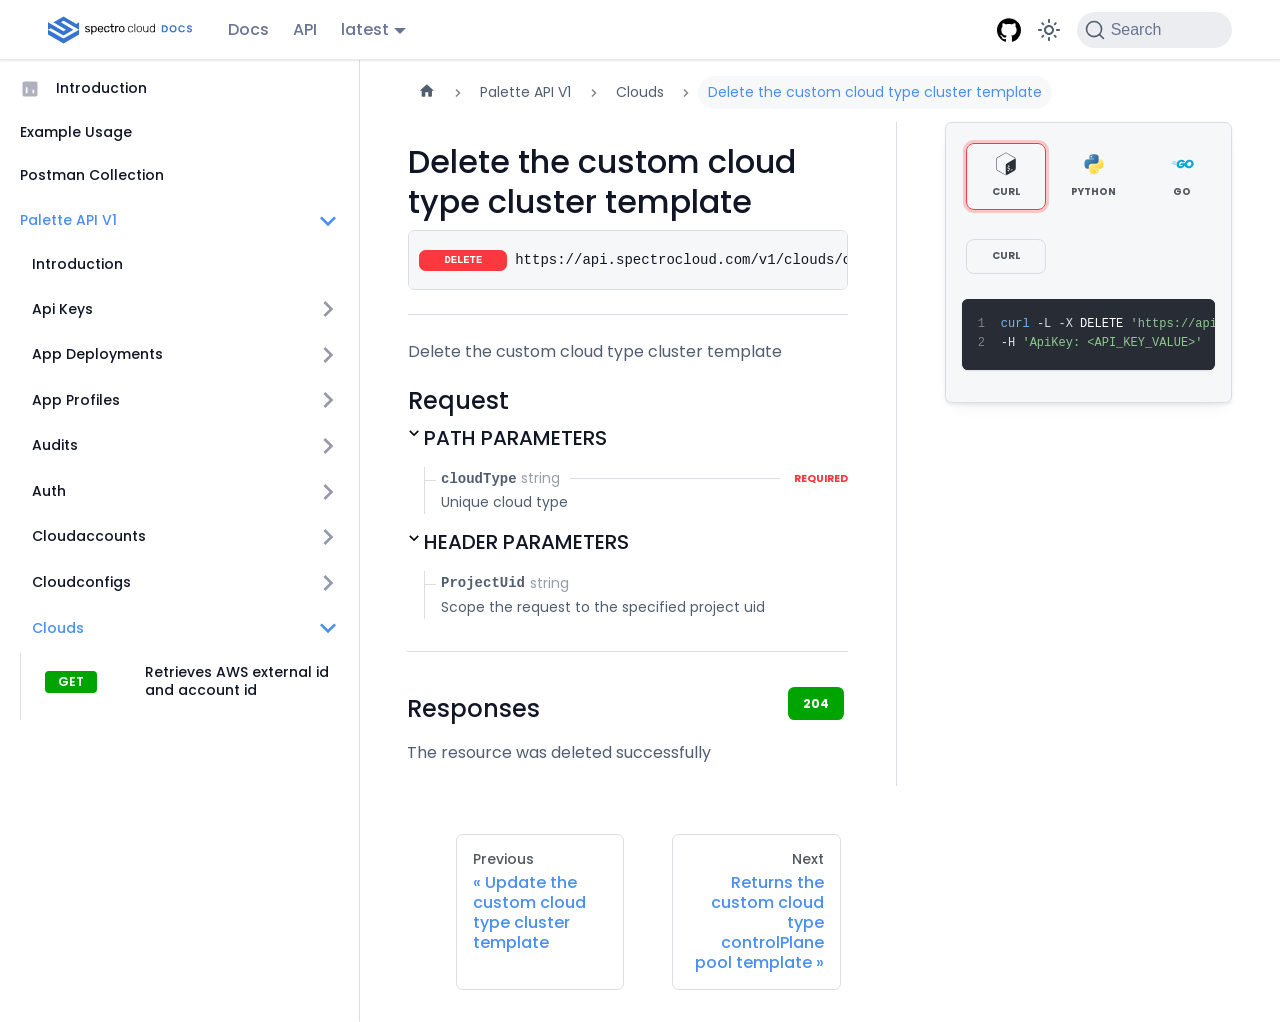 spectro cloud DOCS
Docs
API
latest
Search
Introduction
Example Usage
Postman Collection
Palette API V1
Introduction
Api Keys
App Deployments
App Profiles
Audits
Auth
Cloudaccounts
Cloudconfigs
Clouds
GET
Retrieves AWS external id
and account id
Palette API V1
Clouds
Delete the custom cloud type cluster template
Delete the custom cloud
type cluster template
DELETE
https://api.spectrocloud.com/v1/clouds/
Delete the custom cloud type cluster template
Request
PATH PARAMETERS
cloudType string
REQUIRED
Unique cloud type
HEADER PARAMETERS
ProjectUid string
Scope the request to the specified project uid
Responses
204
The resource was deleted successfully
Previous
« Update the
custom cloud
type cluster
template
Next
Returns the
custom cloud
type
controlPlane
pool template »
CURL
PYTHON
GO
GO
CURL
1 curl -L -X DELETE 'https://api
2 -H 'ApiKey: <API_KEY_VALUE>'